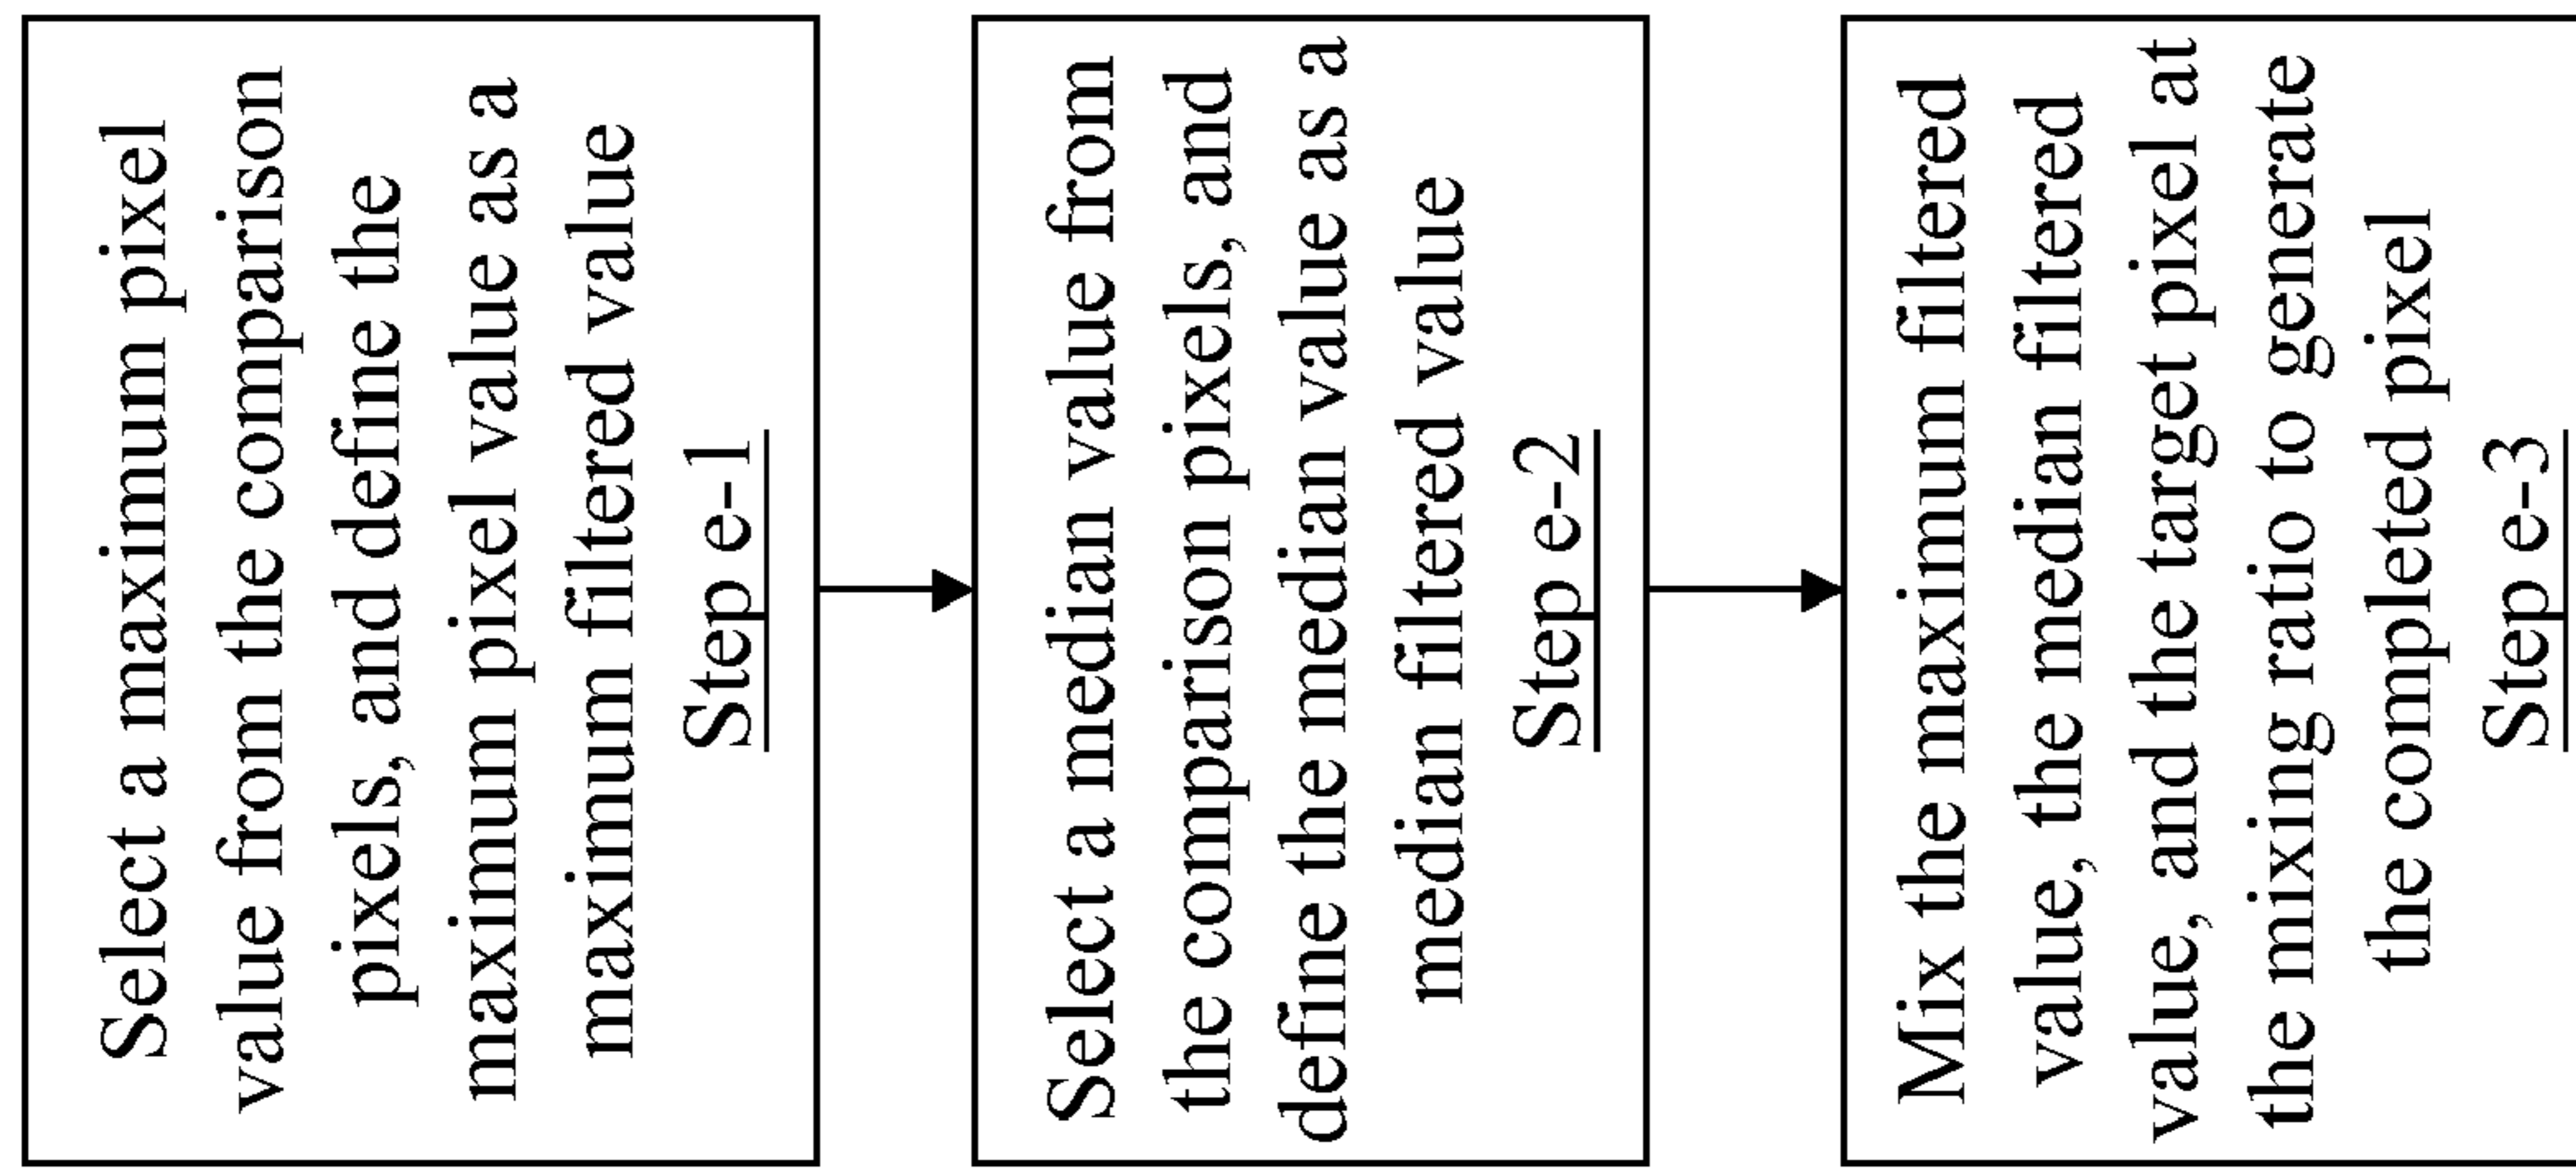 Select a maximum pixel
value from the comparison
pixels, and define the
maximum pixel value as a
maximum filtered value
Step e-1
Select a median value from
the comparison pixels, and
define the median value as a
median filtered value
Step e-2
Mix the maximum filtered
value, the median filtered
value, and the target pixel at
the mixing ratio to generate
the completed pixel
Step e-3